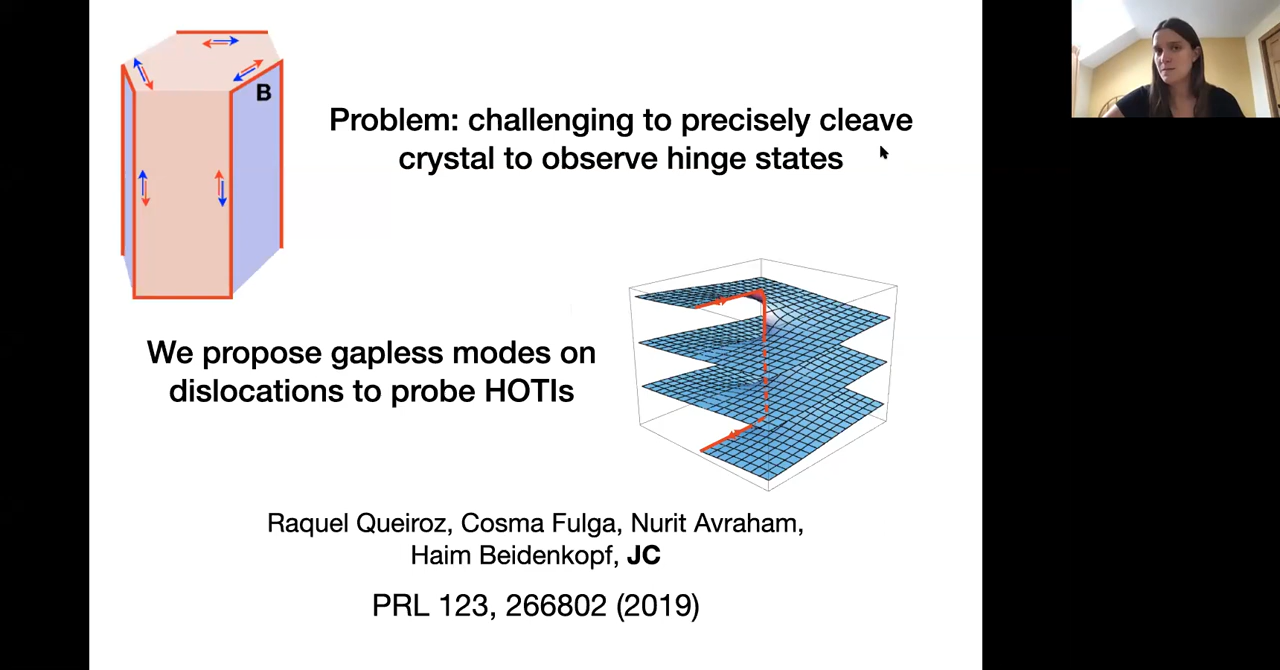 B
Problem: challenging to precisely cleave
crystal to observe hinge states
We propose gapless modes on
dislocations to probe HOTIs
Raquel Queiroz, Cosma Fulga, Nurit Avraham,
Haim Beidenkopf, JC
PRL 123, 266802 (2019)